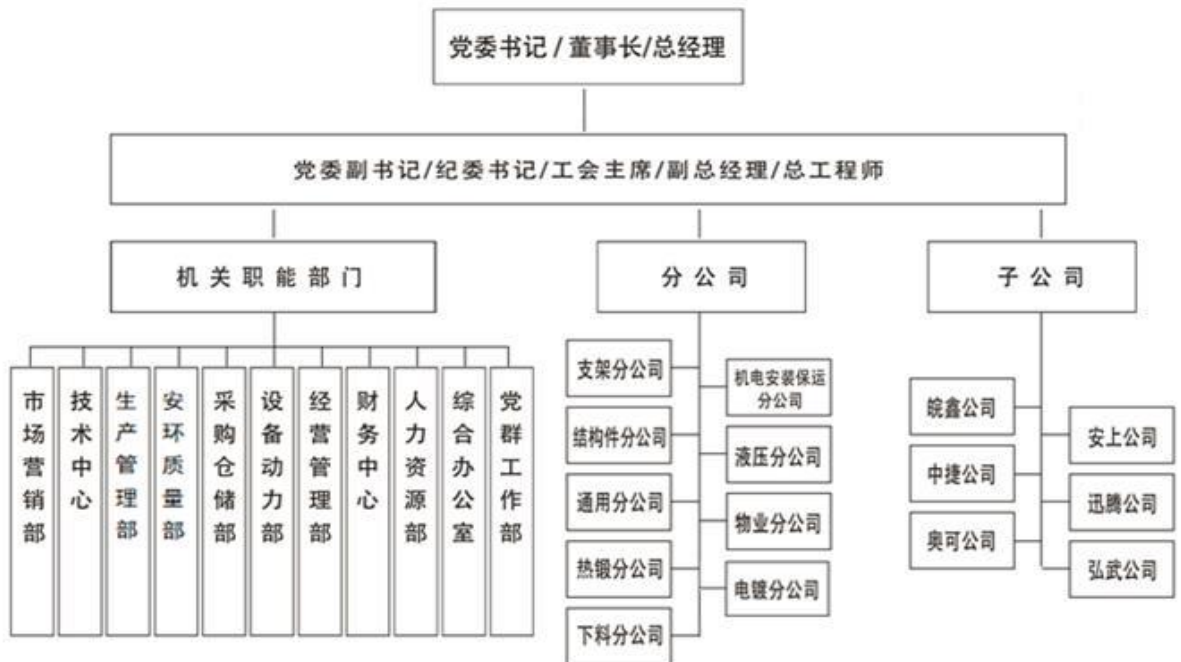 党委书记/董事长/总经理
党委副书记/纪委书记/工会主席/副总经理/总工程师
机关职能部门
分公司
子公司
市场营销部
技术中心
生产管理部
安环质量部
采购仓储部
设备动力部
经营管理部
财务中心
人力资源部
综合办公室
党群工作部
支架分公司
结构件分公司
通用分公司
热锻分公司
下料分公司
机电安装保运
分公司
液压分公司
物业分公司
电镀分公司
皖鑫公司
中捷公司
奥可公司
安上公司
迅腾公司
弘武公司